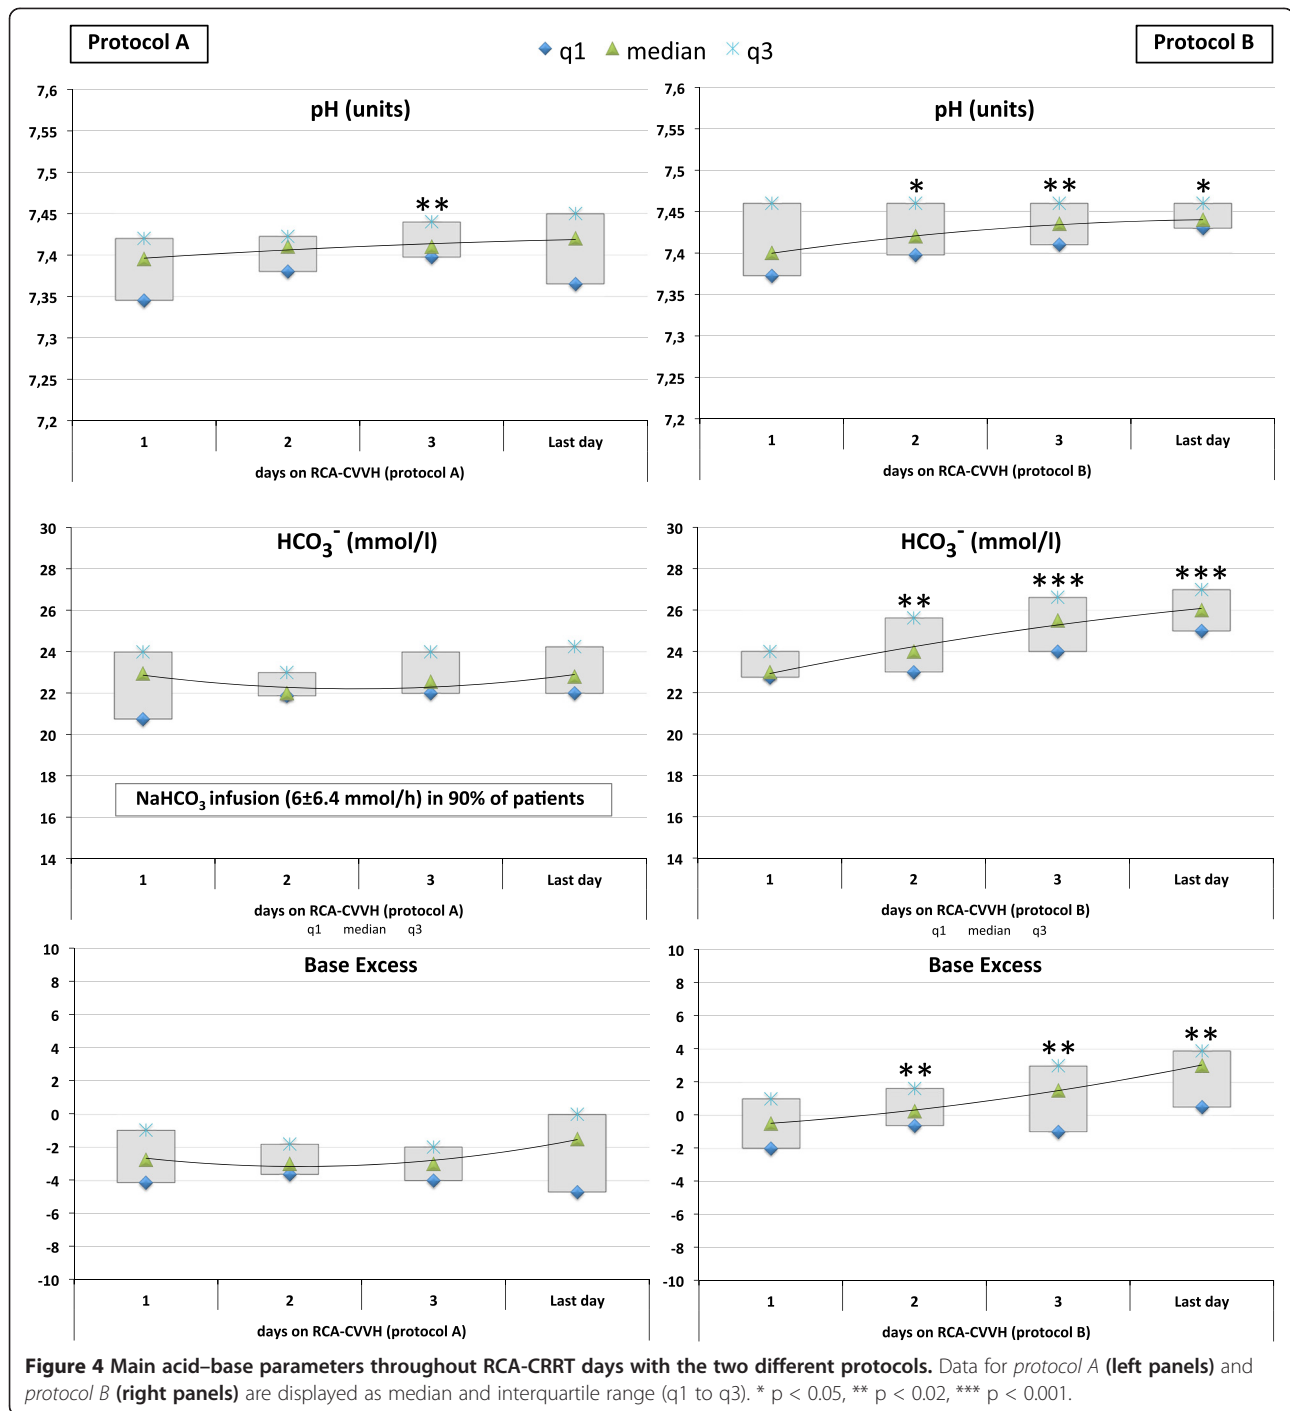 Protocol A
q1 median q3
Protocol B
pH (units)
7,6
7,55
7,5
7,45
7,4
7,35
7,3
7,25
7,2
**
1 2 3 Last day
days on RCA-CVVH (protocol A)
pH (units)
7,6
7,55
7,5
7,45
7,4
7,35
7,3
7,25
7,2
* ** *
1 2 3 Last day
days on RCA-CVVH (protocol B)
HCO3- (mmol/l)
30
28
26
24
22
20
18
16
14
NaHCO3 infusion (6±6.4 mmol/h) in 90% of patients
1 2 3 Last day
days on RCA-CVVH (protocol A)
q1 median q3
HCO3- (mmol/l)
30
28
26
24
22
20
18
16
14
** *** ***
1 2 3 Last day
days on RCA-CVVH (protocol B)
q1 median q3
Base Excess
10
8
6
4
2
0
-2
-4
-6
-8
-10
1 2 3 Last day
days on RCA-CVVH (protocol A)
Base Excess
10
8
6
4
2
0
-2
-4
-6
-8
-10
** ** **
1 2 3 Last day
days on RCA-CVVH (protocol B)
Figure 4 Main acid–base parameters throughout RCA-CRRT days with the two different protocols. Data for protocol A (left panels) and
protocol B (right panels) are displayed as median and interquartile range (q1 to q3). * p < 0.05, ** p < 0.02, *** p < 0.001.